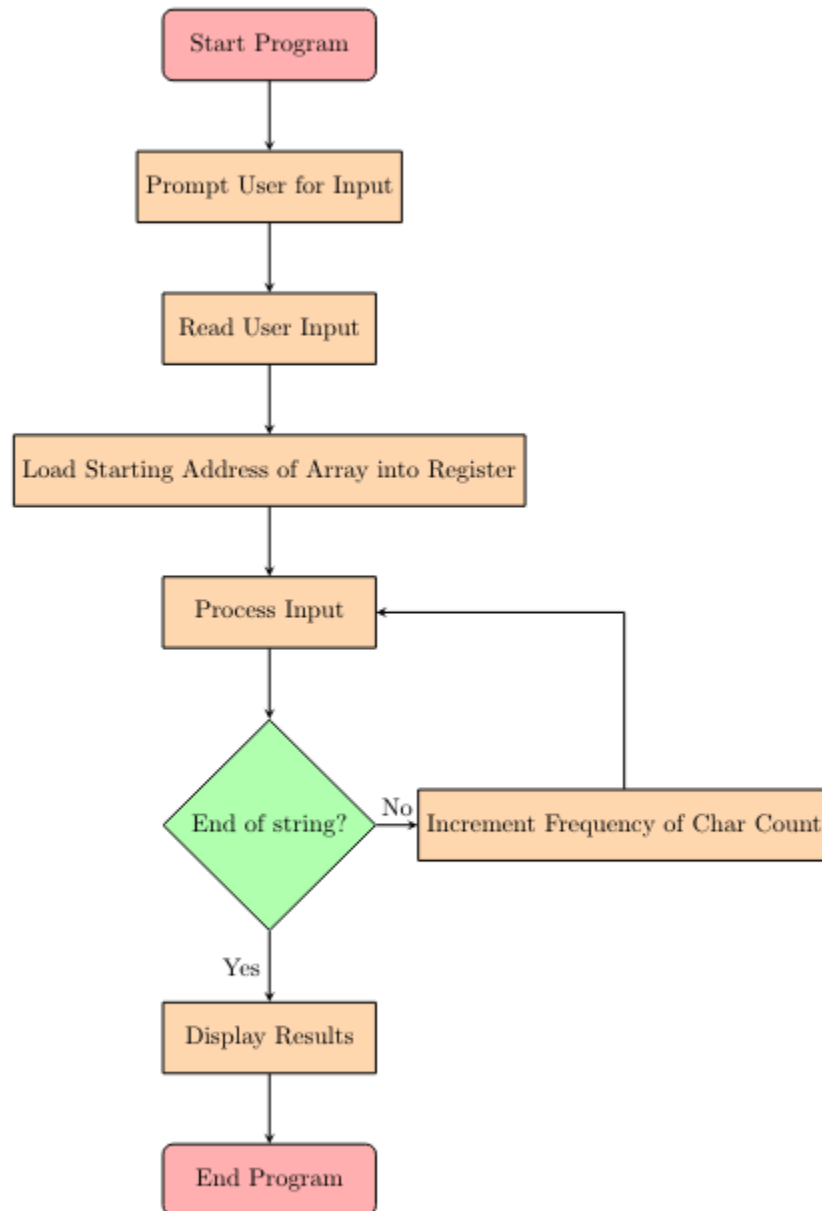 Start Program
Prompt User for Input
Read User Input
Load Starting Address of Array into Register
Process Input
End of string?
No
Increment Frequency of Char Count
Yes
Display Results
End Program